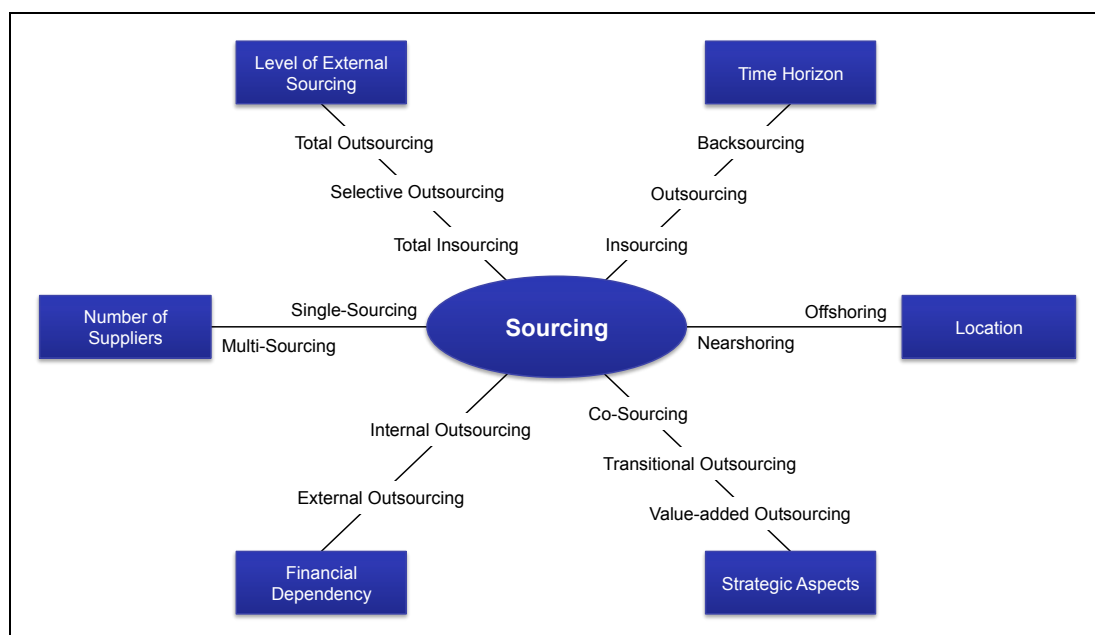 Level of External
Sourcing
Time Horizon
Total Outsourcing
Backsourcing
Selective Outsourcing
Outsourcing
Total Insourcing
Insourcing
Number of
Suppliers
Single-Sourcing
Multi-Sourcing
Sourcing
Offshoring
Nearshoring
Location
Internal Outsourcing
Co-Sourcing
External Outsourcing
Transitional Outsourcing
Value-added Outsourcing
Financial
Dependency
Strategic Aspects